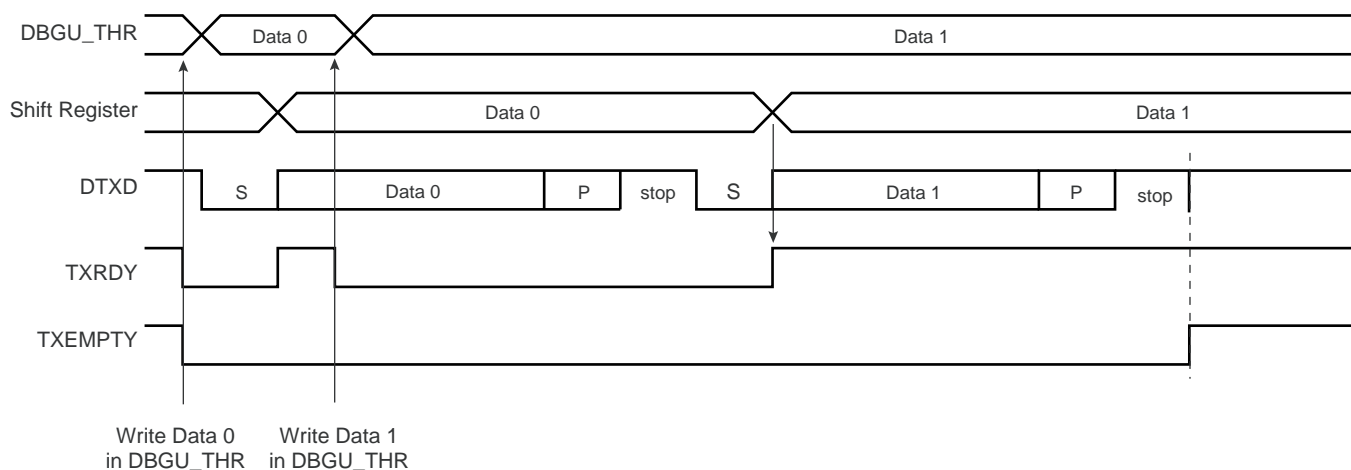 DBGU_THR
Data 0
Data 1
Shift Register
Data 0
Data 1
DTXD
S
Data 0
P
stop
S
Data 1
P
stop
TXRDY
TXEMPTY
Write Data 0
in DBGU_THR
Write Data 1
in DBGU_THR